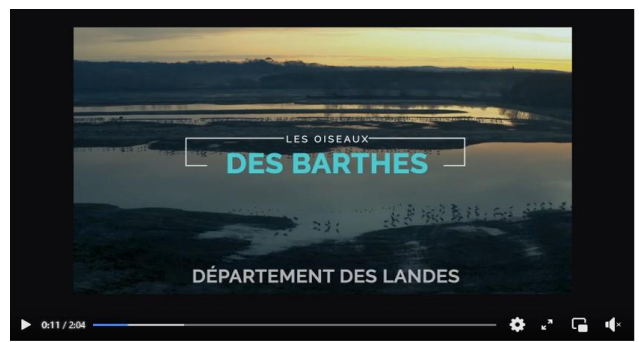 LES OISEAUX
DES BARTHES
DÉPARTEMENT DES LANDES
0:11 / 2:04